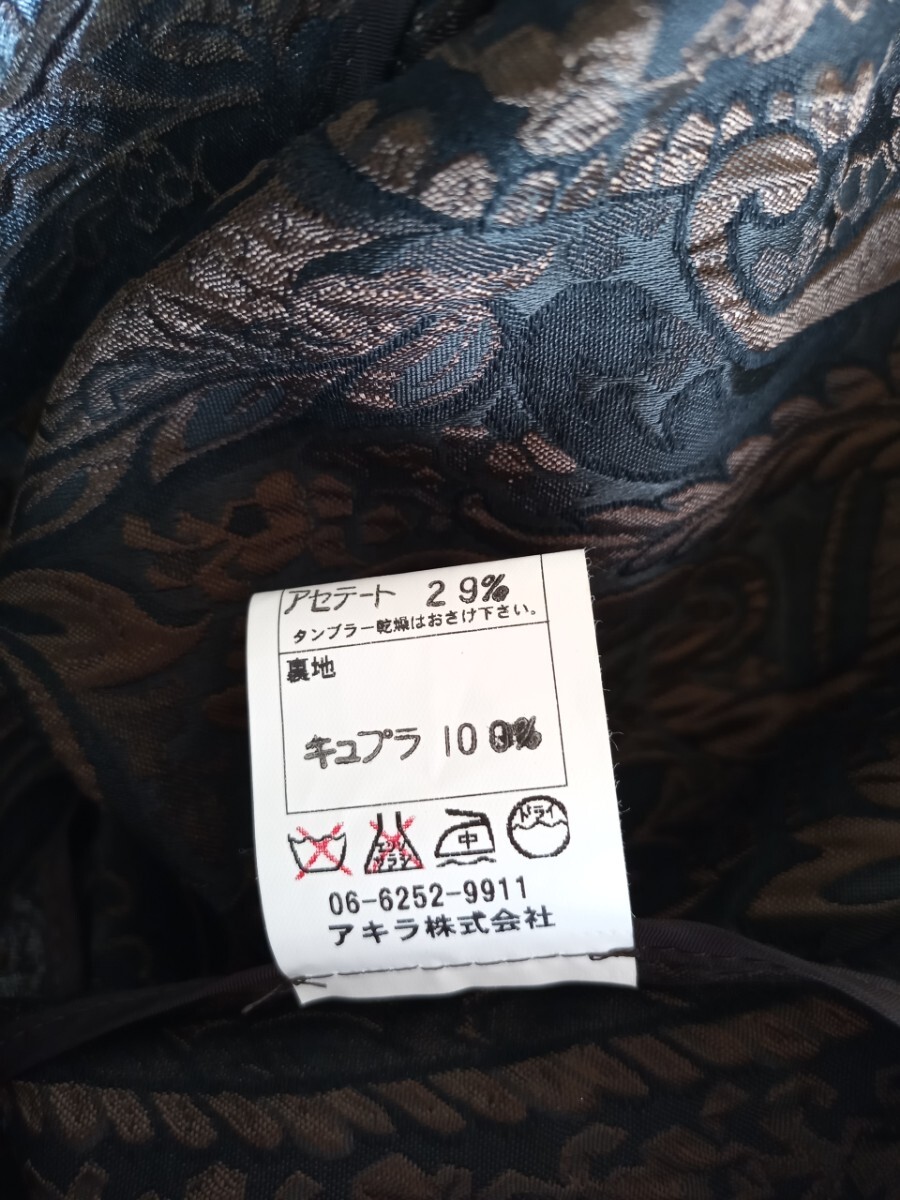 アセテート 29%
タンブラー乾燥はおさけ下さい。
裏地
キュプラ 100%
エンソ サラシ 中 ドライ
06-6252-9911
アキラ株式会社